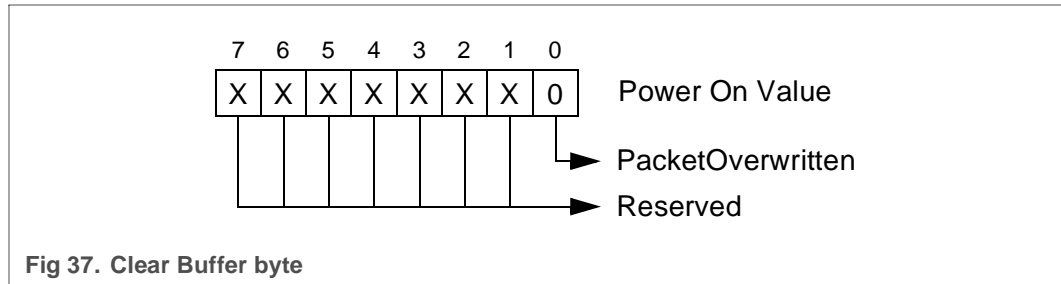 7 6 5 4 3 2 1 0
X X X X X X X 0 Power On Value
PacketOverwritten
Reserved
Fig 37. Clear Buffer byte